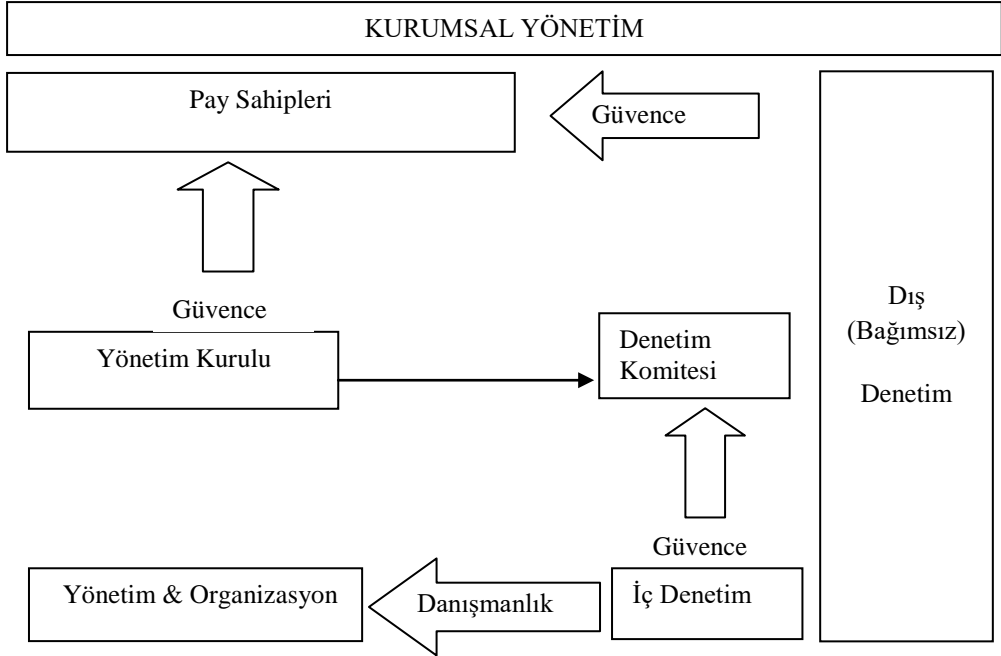 KURUMSAL YÖNETİM
Pay Sahipleri
Güvence
Güvence
Yönetim Kurulu
Denetim
Komitesi
Dış
(Bağımsız)
Denetim
Güvence
Yönetim & Organizasyon
Danışmanlık
İç Denetim